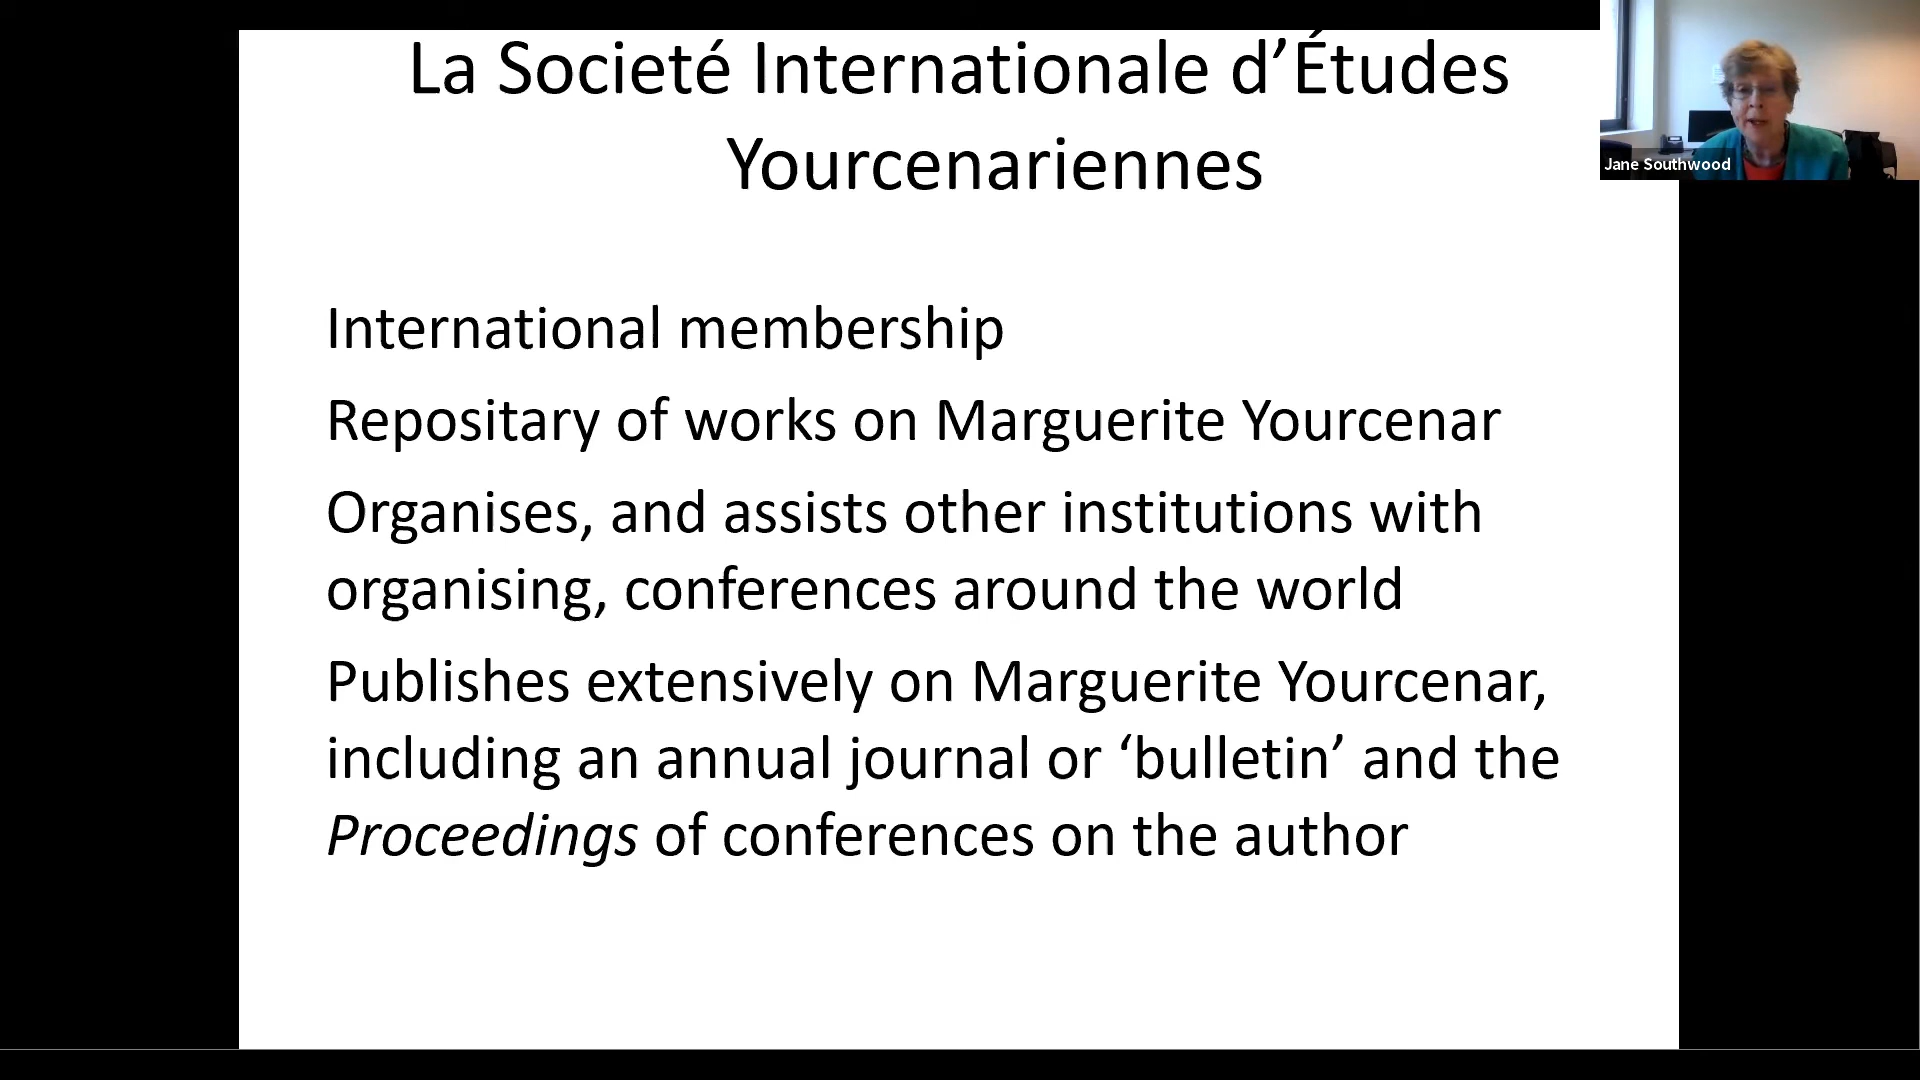 La Societé Internationale d’Études
Yourcenariennes
Jane Southwood
International membership
Repositary of works on Marguerite Yourcenar
Organises, and assists other institutions with
organising, conferences around the world
Publishes extensively on Marguerite Yourcenar,
including an annual journal or ‘bulletin’ and the
Proceedings of conferences on the author